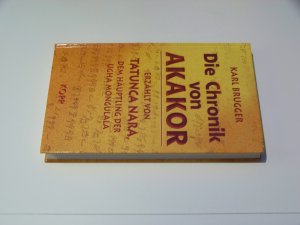 KARL BRUGGER
Die Chronik
von
AKAKOR
ERZÄHLT VON
TATUNCA NARA,
DEM HÄUPTLING DER
UGHA MONGULALA
KOPP